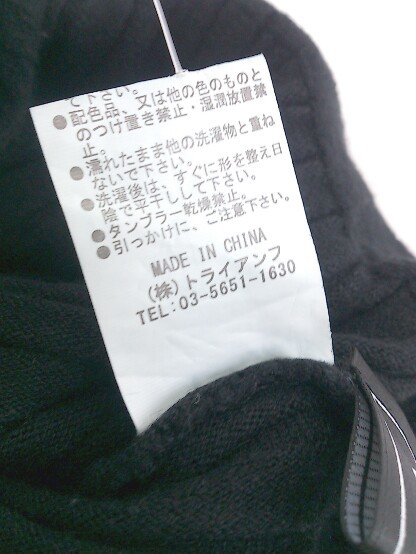 て下さい。
●配色品、又は他の色のものと
のつけ置き禁止・湿潤放置禁
止。
●濡れたまま他の洗濯物と重ね
ないで下さい。
●洗濯後は、すぐに形を整え日
陰で平干しして下さい。
●タンブラー乾燥禁止。
●引っかけに、ご注意下さい。
MADE IN CHINA
(株)トライアンフ
TEL:03-5651-1630